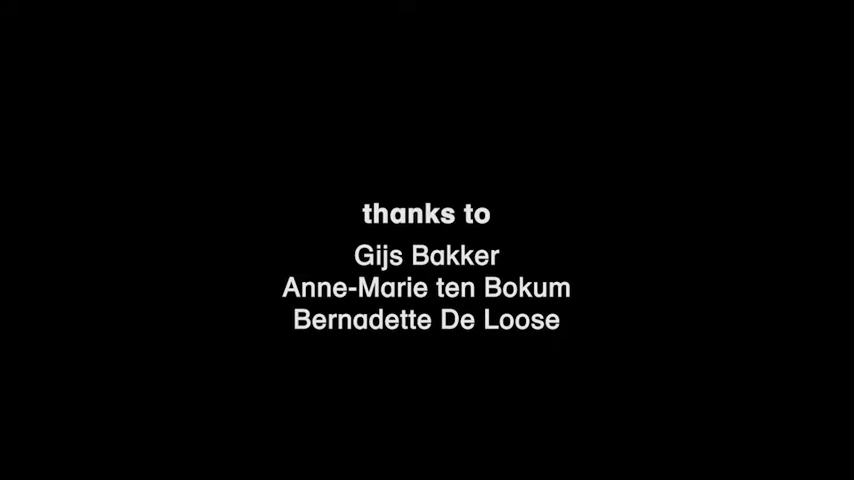 thanks to
Gijs Bakker
Anne-Marie ten Bokum
Bernadette De Loose